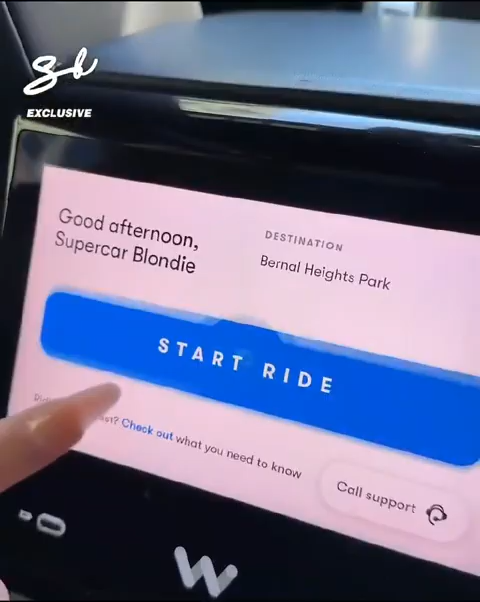 EXCLUSIVE
Good afternoon,
Supercar Blondie
DESTINATION
Bernal Heights Park
START RIDE
Check out what you need to know
Call support